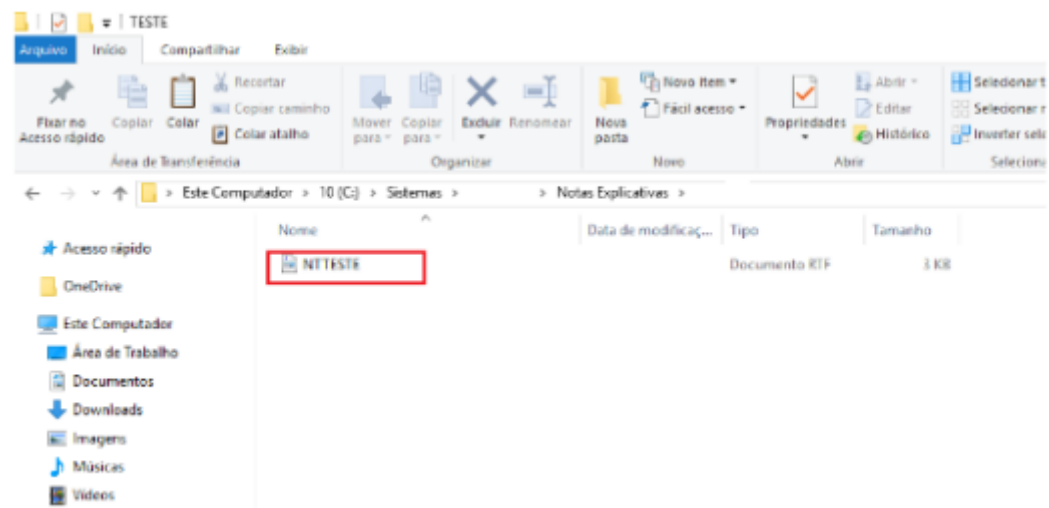 TESTE
Arquivo Início Compartilhar Exibir
Fixar no Acesso rápido
Copiar
Colar
Recortar
Copiar caminho
Colar atalho
Área de Transferência
Mover para
Copiar para
Excluir
Renomear
Organizar
Nova pasta
Novo item
Fácil acesso
Novo
Propriedades
Abrir
Editar
Histórico
Abrir
Selecionar
Selecionar
Inverter
> Este Computador > 10 (C:) > Sistemas > > Notas Explicativas >
Nome Data de modificaç... Tipo Tamanho
NTTESTE Documento RTF 3 KB
Acesso rápido
OneDrive
Este Computador
Área de Trabalho
Documentos
Downloads
Imagens
Músicas
Vídeos